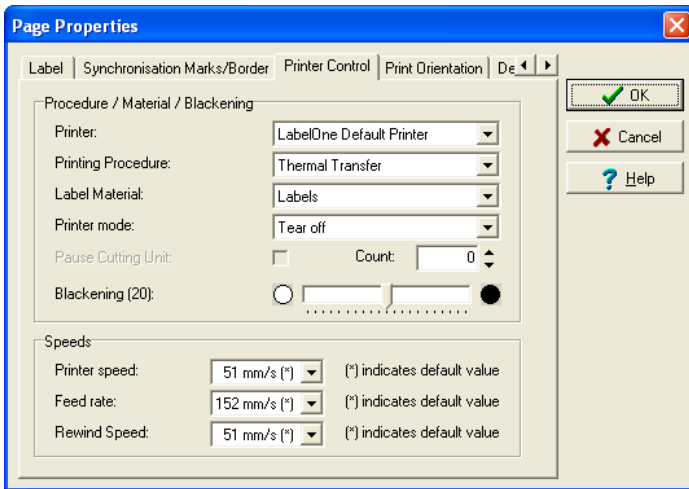 Page Properties
Label Synchronisation Marks/Border Printer Control Print Orientation De
Procedure / Material / Blackening
Printer: LabelOne Default Printer
Printing Procedure: Thermal Transfer
Label Material: Labels
Printer mode: Tear off
Pause Cutting Unit: Count: 0
Blackening (20):
Speeds
Printer speed: 51 mm/s (*) (*) indicates default value
Feed rate: 152 mm/s (*) (*) indicates default value
Rewind Speed: 51 mm/s (*) (*) indicates default value
OK
Cancel
Help